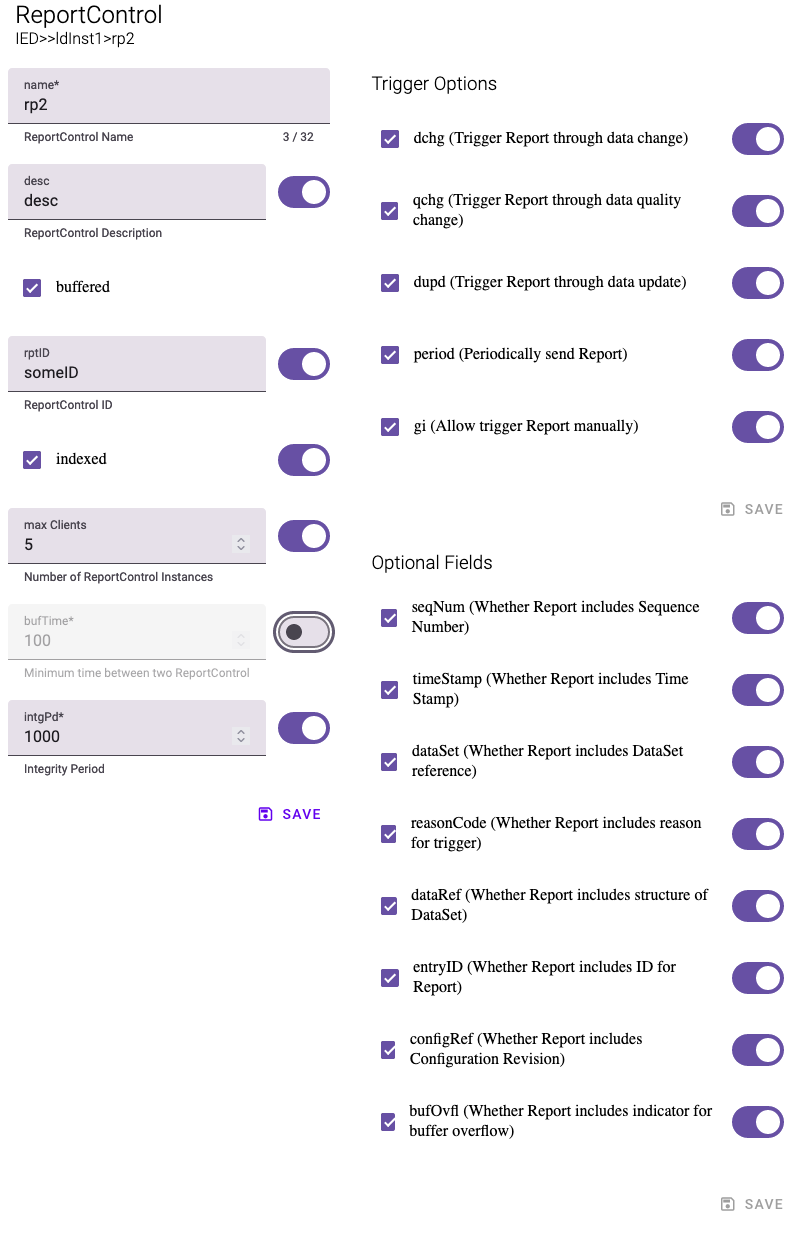 ReportControl
IED>>ldInst1>rp2
name*
rp2
ReportControl Name
3 / 32
desc
desc
ReportControl Description
buffered
rptID
someID
ReportControl ID
indexed
max Clients
5
Number of ReportControl Instances
bufTime*
100
Minimum time between two ReportControl
intgPd*
1000
Integrity Period
SAVE
Trigger Options
dchg (Trigger Report through data change)
qchg (Trigger Report through data quality
change)
dupd (Trigger Report through data update)
period (Periodically send Report)
gi (Allow trigger Report manually)
SAVE
Optional Fields
seqNum (Whether Report includes Sequence
Number)
timeStamp (Whether Report includes Time
Stamp)
dataSet (Whether Report includes DataSet
reference)
reasonCode (Whether Report includes reason
for trigger)
dataRef (Whether Report includes structure of
DataSet)
entryID (Whether Report includes ID for
Report)
configRef (Whether Report includes
Configuration Revision)
bufOvfl (Whether Report includes indicator for
buffer overflow)
SAVE